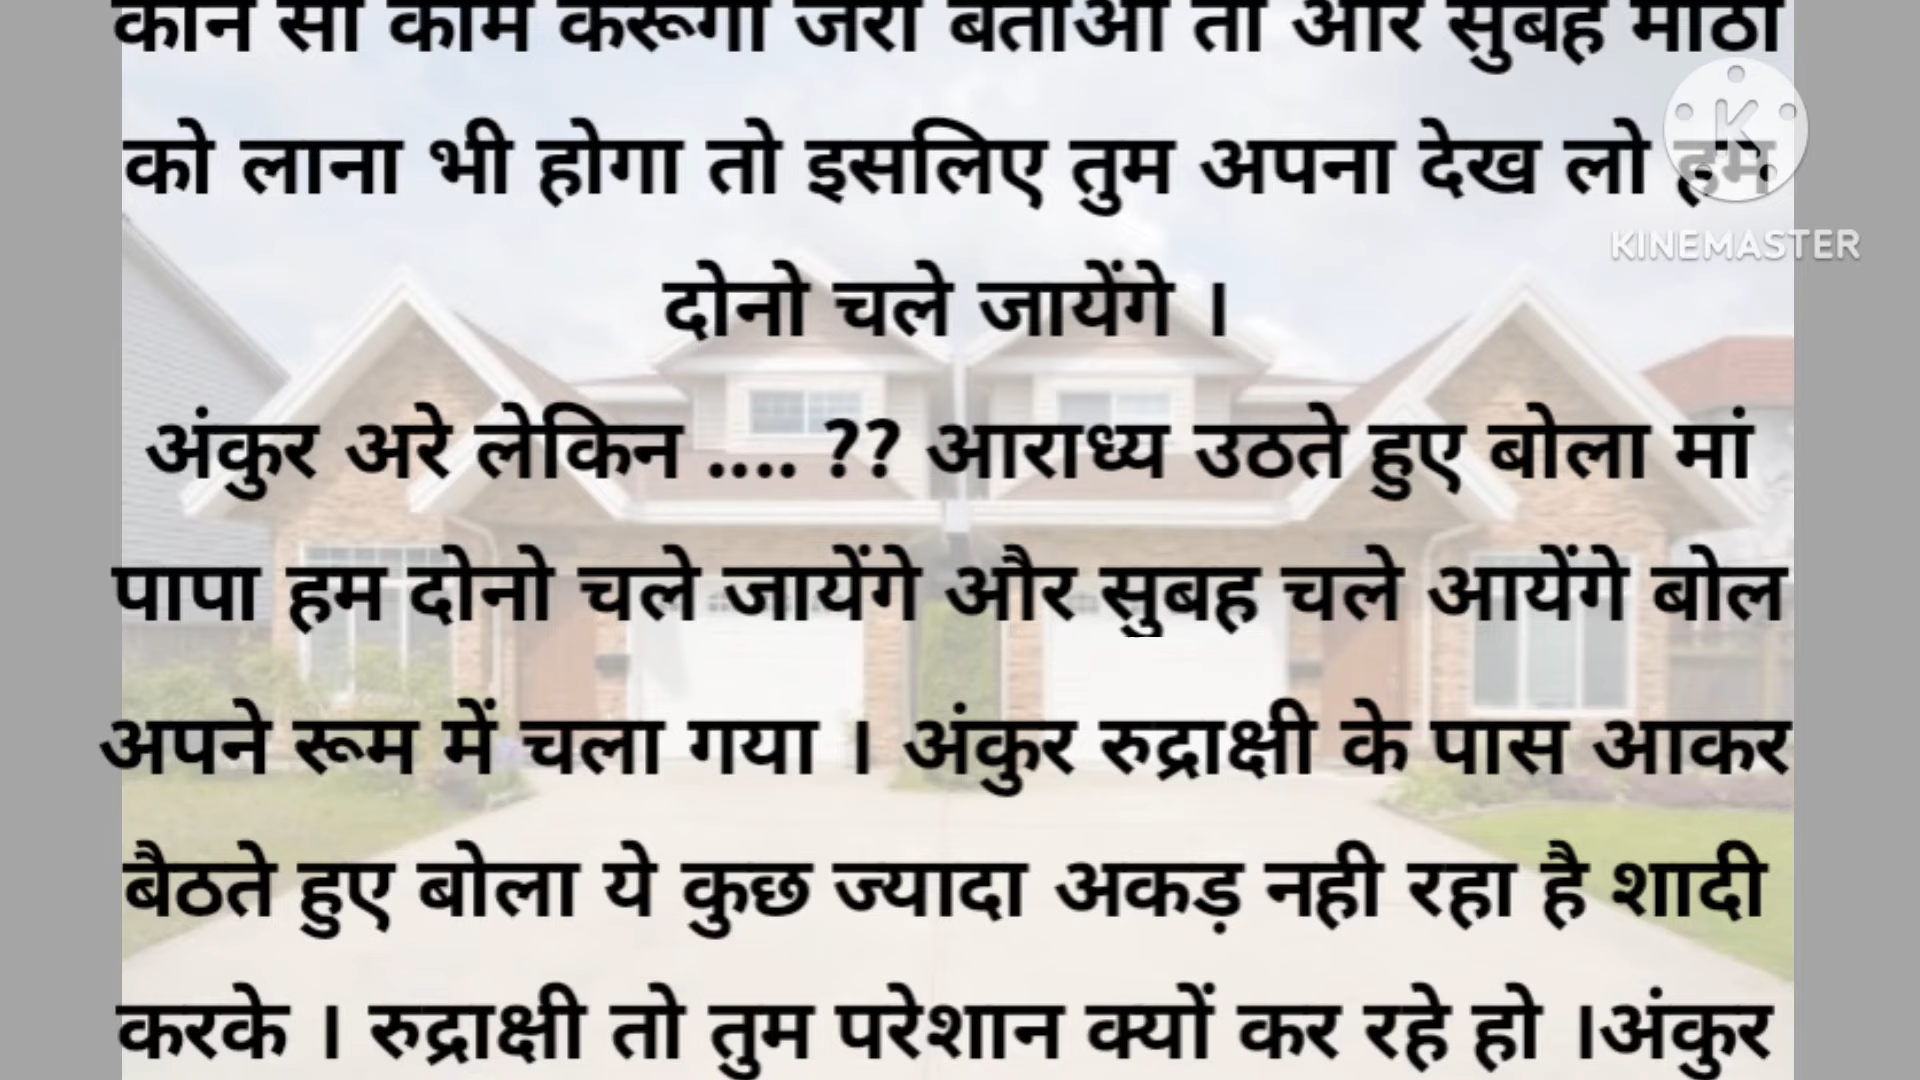 कौन सा काम करूंगा जरा बताओ तो और सुबह मीठी
को लाना भी होगा तो इसलिए तुम अपना देख लो हम
KINEMASTER
दोनो चले जायेंगे ।
अंकुर अरे लेकिन .... ?? आराध्य उठते हुए बोला मां
पापा हम दोनो चले जायेंगे और सुबह चले आयेंगे बोल
अपने रूम में चला गया । अंकुर रुद्राक्षी के पास आकर
बैठते हुए बोला ये कुछ ज्यादा अकड़ नही रहा है शादी
करके । रुद्राक्षी तो तुम परेशान क्यों कर रहे हो ।अंकुर